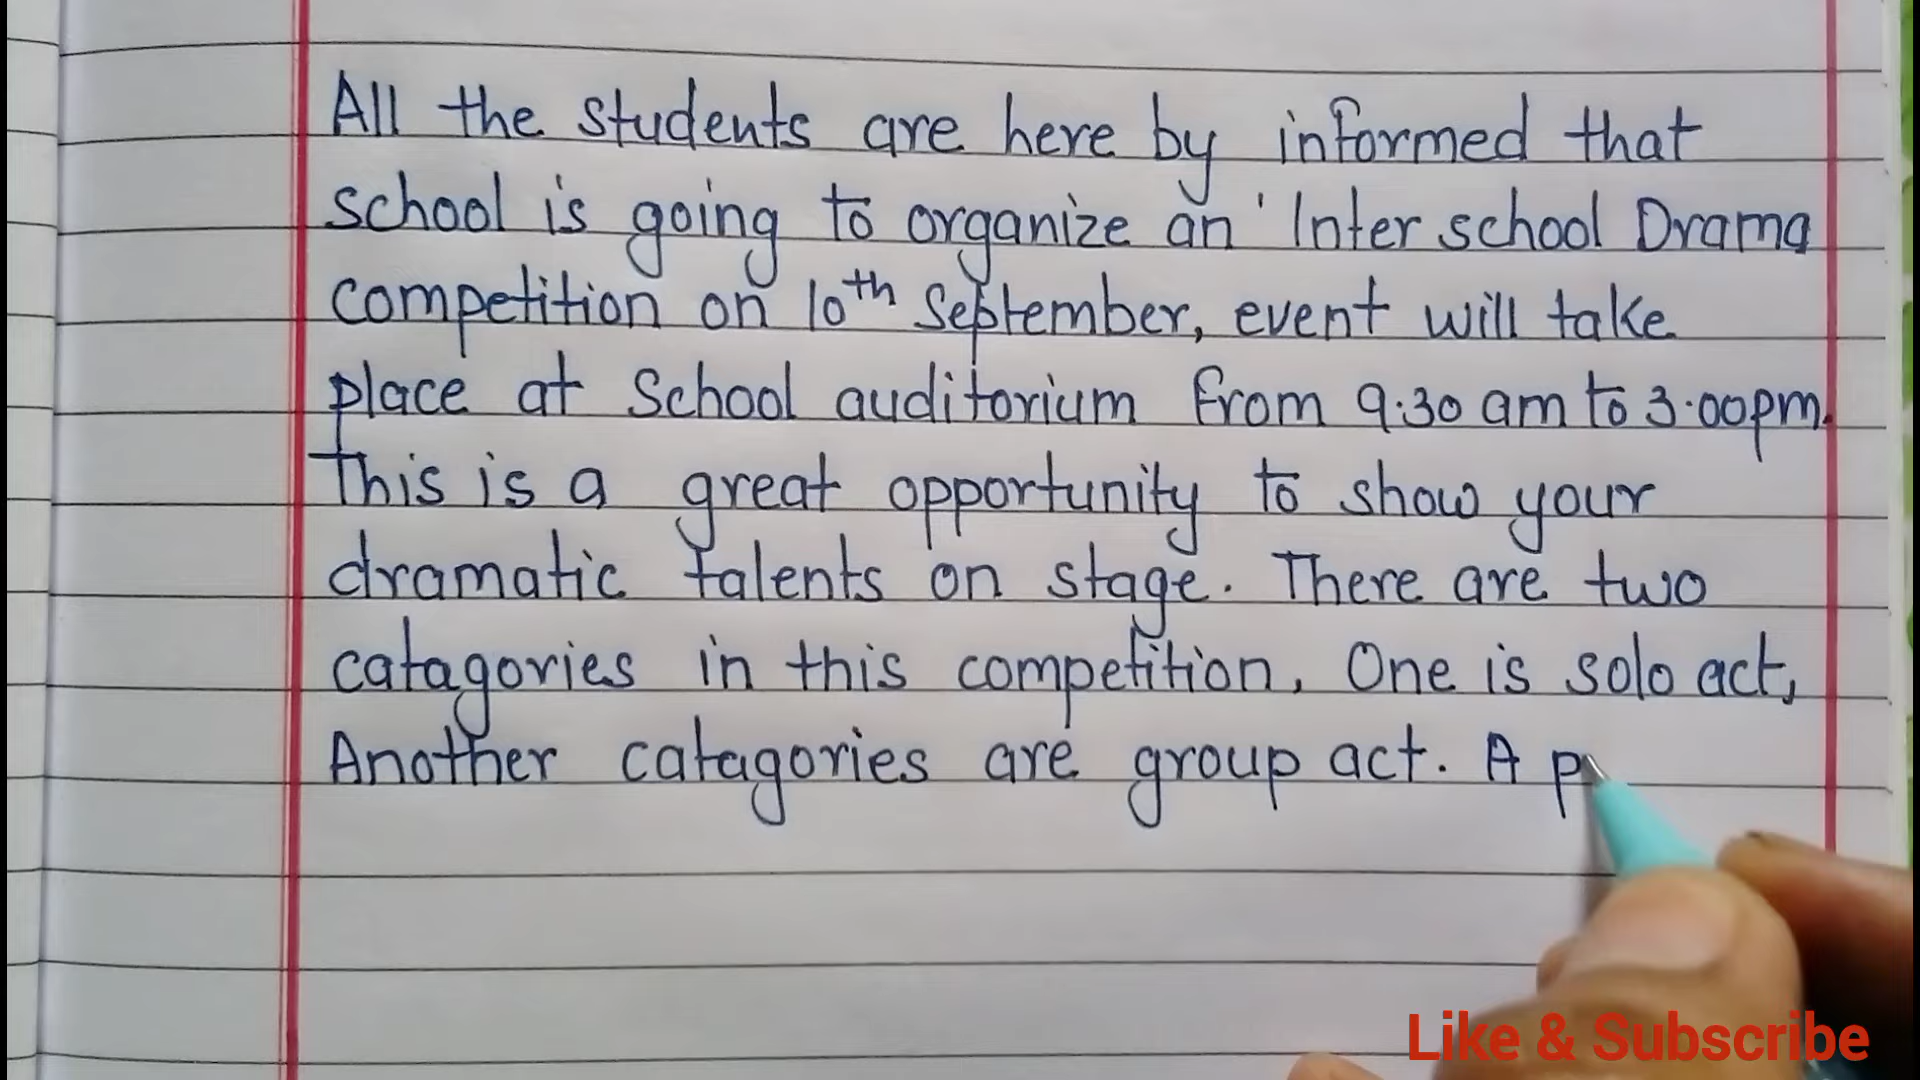 All the students are here by informed that
school is going to organize an ' Inter school Drama
competition on 10th September, event will take
place at School auditorium from 9.30 am to 3.00pm.
This is a great opportunity to show your
dramatic talents on stage. There are two
catagories in this competition, One is solo act,
Another catagories are group act. A p
Like & Subscribe